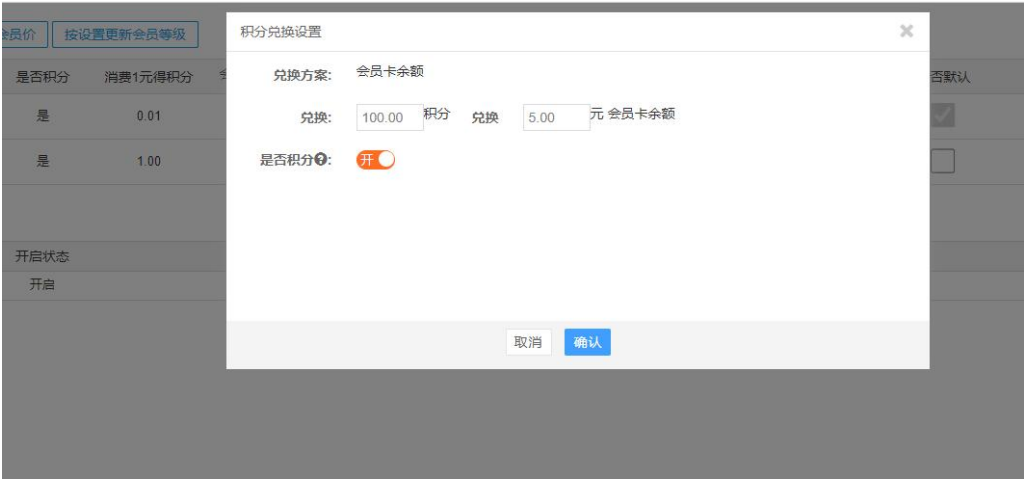 会员价 按设置更新会员等级
积分兑换设置
兑换方案: 会员卡余额
兑换: 100.00 积分 兑换 5.00 元 会员卡余额
是否积分?: 开
取消 确认
是否积分 消费1元得积分 否默认
是 0.01
是 1.00
开启状态
开启